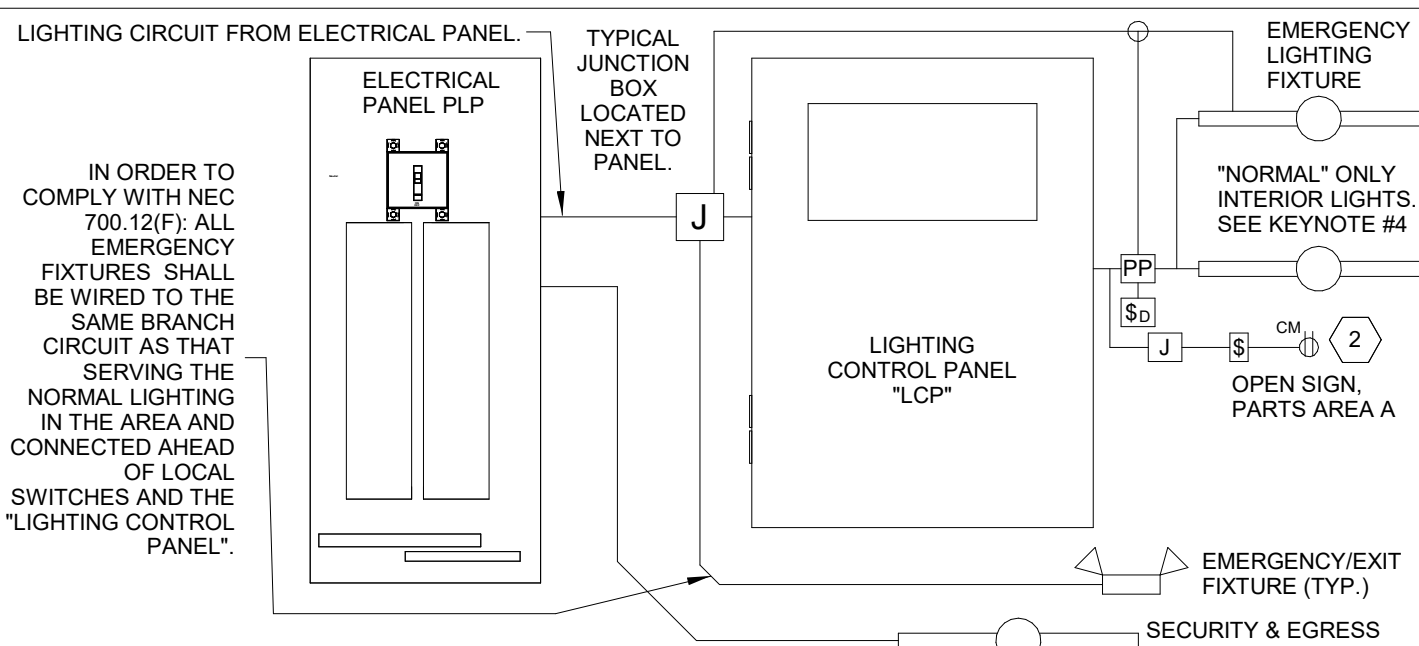 LIGHTING CIRCUIT FROM ELECTRICAL PANEL.
ELECTRICAL
PANEL PLP
TYPICAL
JUNCTION
BOX
LOCATED
NEXT TO
PANEL.
EMERGENCY
LIGHTING
FIXTURE
IN ORDER TO
COMPLY WITH NEC
700.12(F): ALL
EMERGENCY
FIXTURES SHALL
BE WIRED TO THE
SAME BRANCH
CIRCUIT AS THAT
SERVING THE
NORMAL LIGHTING
IN THE AREA AND
CONNECTED AHEAD
OF LOCAL
SWITCHES AND THE
"LIGHTING CONTROL
PANEL".
J
"NORMAL" ONLY
INTERIOR LIGHTS.
SEE KEYNOTE #4
PP
$D
J
$
CM
2
OPEN SIGN,
PARTS AREA A
LIGHTING
CONTROL PANEL
"LCP"
EMERGENCY/EXIT
FIXTURE (TYP.)
SECURITY & EGRESS